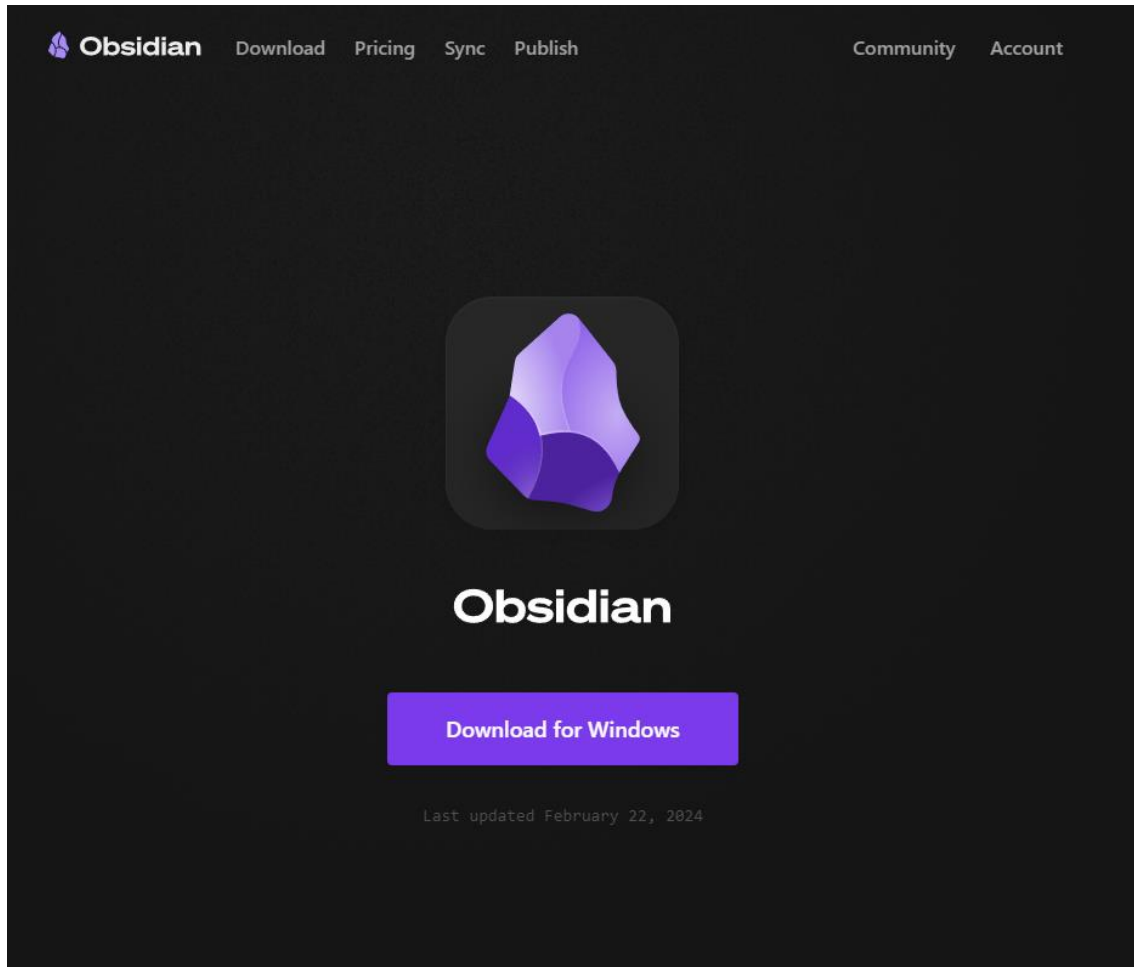 Obsidian Download Pricing Sync Publish Community Account
Obsidian
Download for Windows
Last updated February 22, 2024